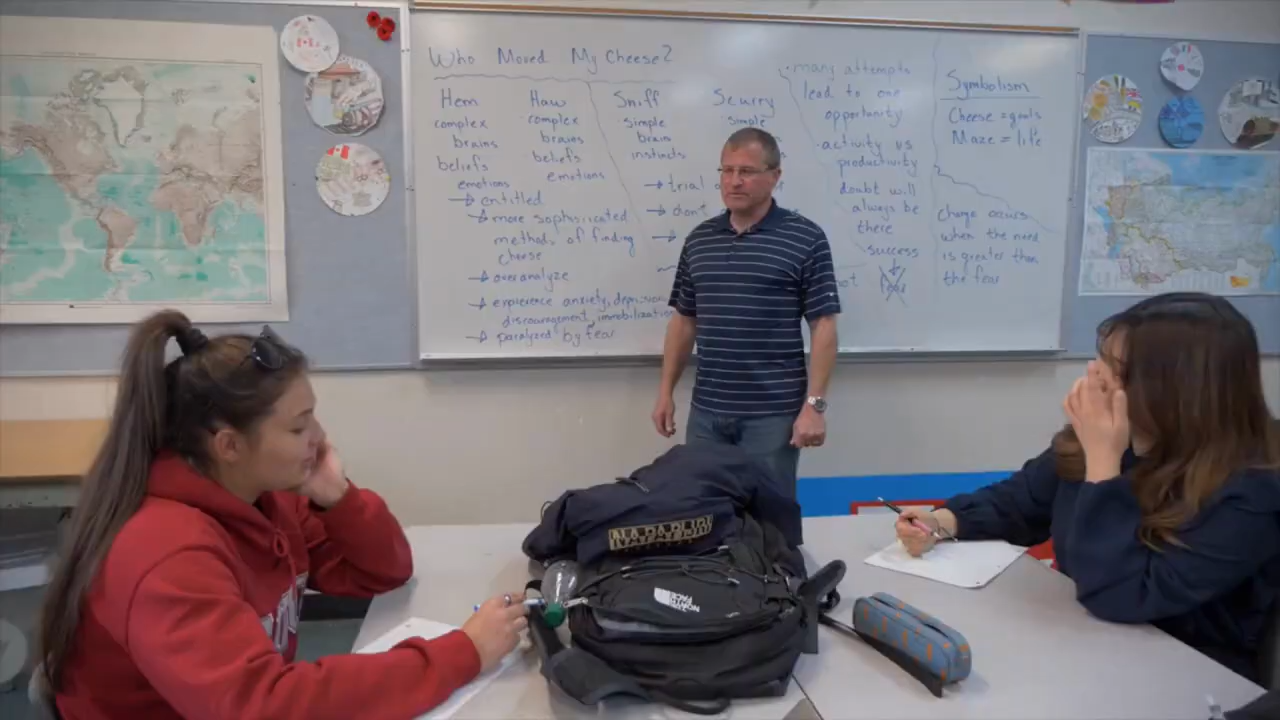 Who Moved My Cheese?
Hem
complex
brains
beliefs
emotions
→ entitled
→ more sophisticated
methods of finding
cheese
→ overanalyze
→ experience anxiety, depression
discouragement, immobilization
→ paralyzed by fear
Haw
complex
brains
beliefs
emotions
Sniff
simple
brain
instincts
→ trial
→ don't
Scurry
simple
many attempts
lead to one
opportunity
activity vs
productivity
doubt will
always be
there
success
not fear
Symbolism
Cheese = goals
Maze = life
change occurs
when the need
is greater than
the fear
NAPAPIJRI
THE
NORTH
FACE